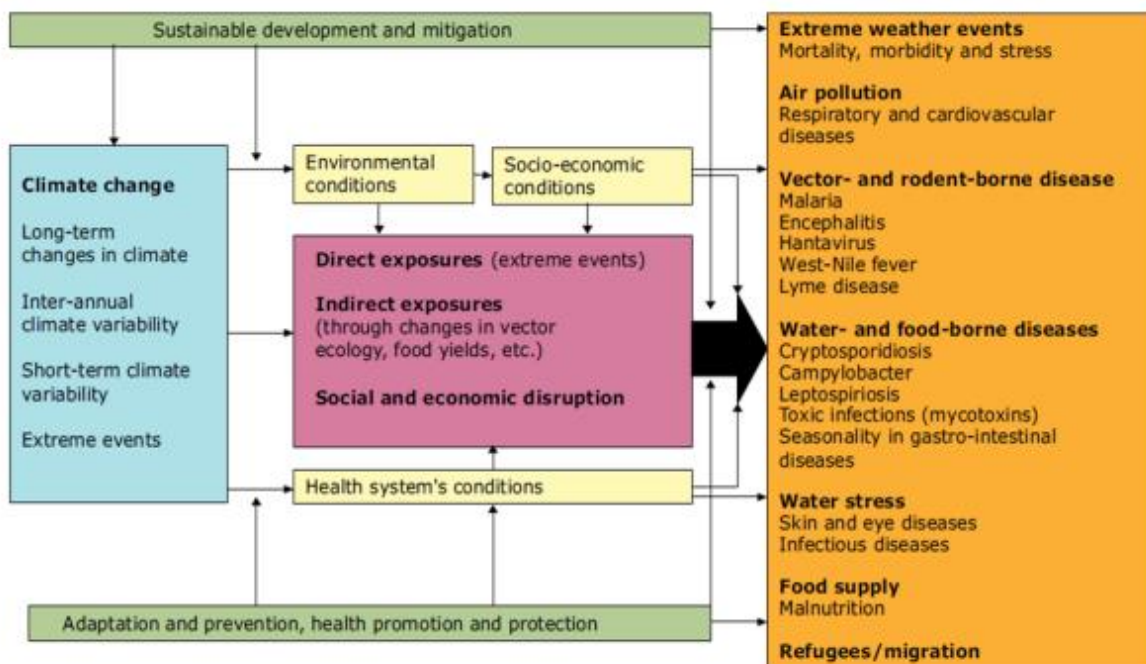 Sustainable development and mitigation
Climate change
Long-term
changes in climate
Inter-annual
climate variability
Short-term climate
variability
Extreme events
Environmental
conditions
Socio-economic
conditions
Direct exposures (extreme events)
Indirect exposures
(through changes in vector
ecology, food yields, etc.)
Social and economic disruption
Health system's conditions
Adaptation and prevention, health promotion and protection
Extreme weather events
Mortality, morbidity and stress
Air pollution
Respiratory and cardiovascular
diseases
Vector- and rodent-borne disease
Malaria
Encephalitis
Hantavirus
West-Nile fever
Lyme disease
Water- and food-borne diseases
Cryptosporidiosis
Campylobacter
Leptospiriosis
Toxic infections (mycotoxins)
Seasonality in gastro-intestinal
diseases
Water stress
Skin and eye diseases
Infectious diseases
Food supply
Malnutrition
Refugees/migration